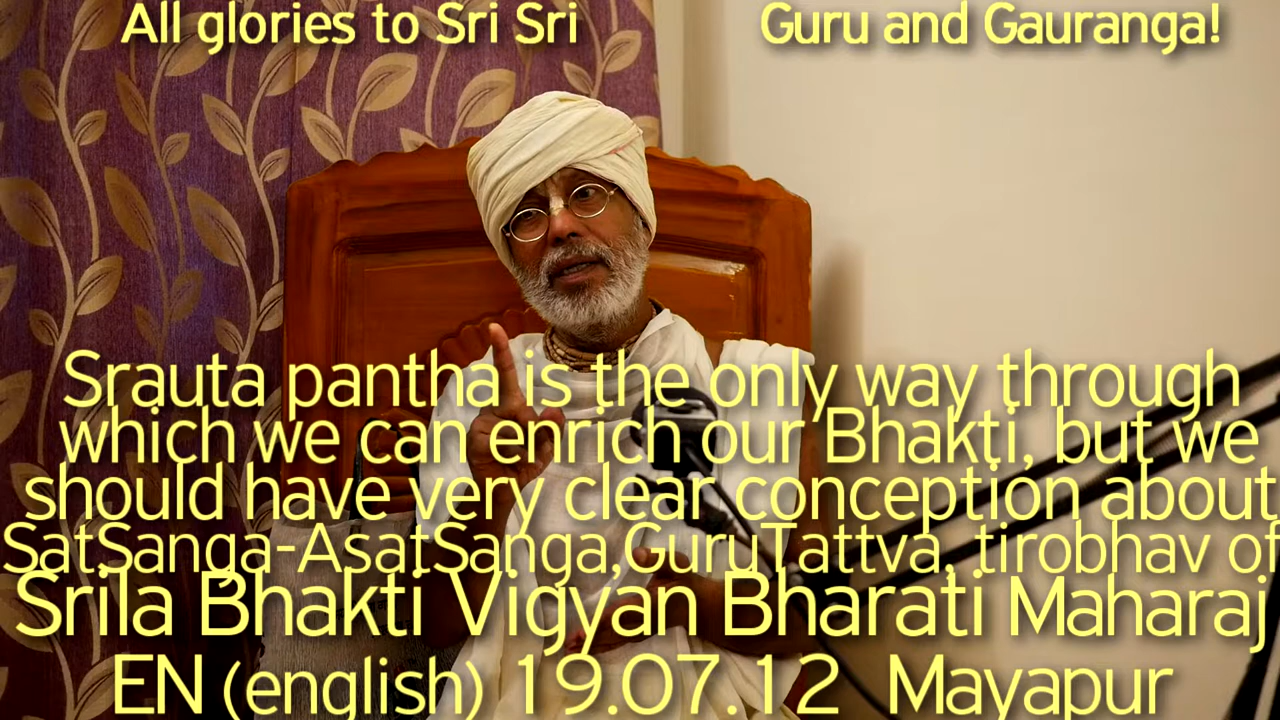 All glories to Sri Sri Guru and Gauranga!
Srauta pantha is the only way through
which we can enrich our Bhakti, but we
should have very clear conception about
SatSanga-AsatSanga,GuruTattva, tirobhav of
Srila Bhakti Vigyan Bharati Maharaj
EN (english) 19.07.12 Mayapur